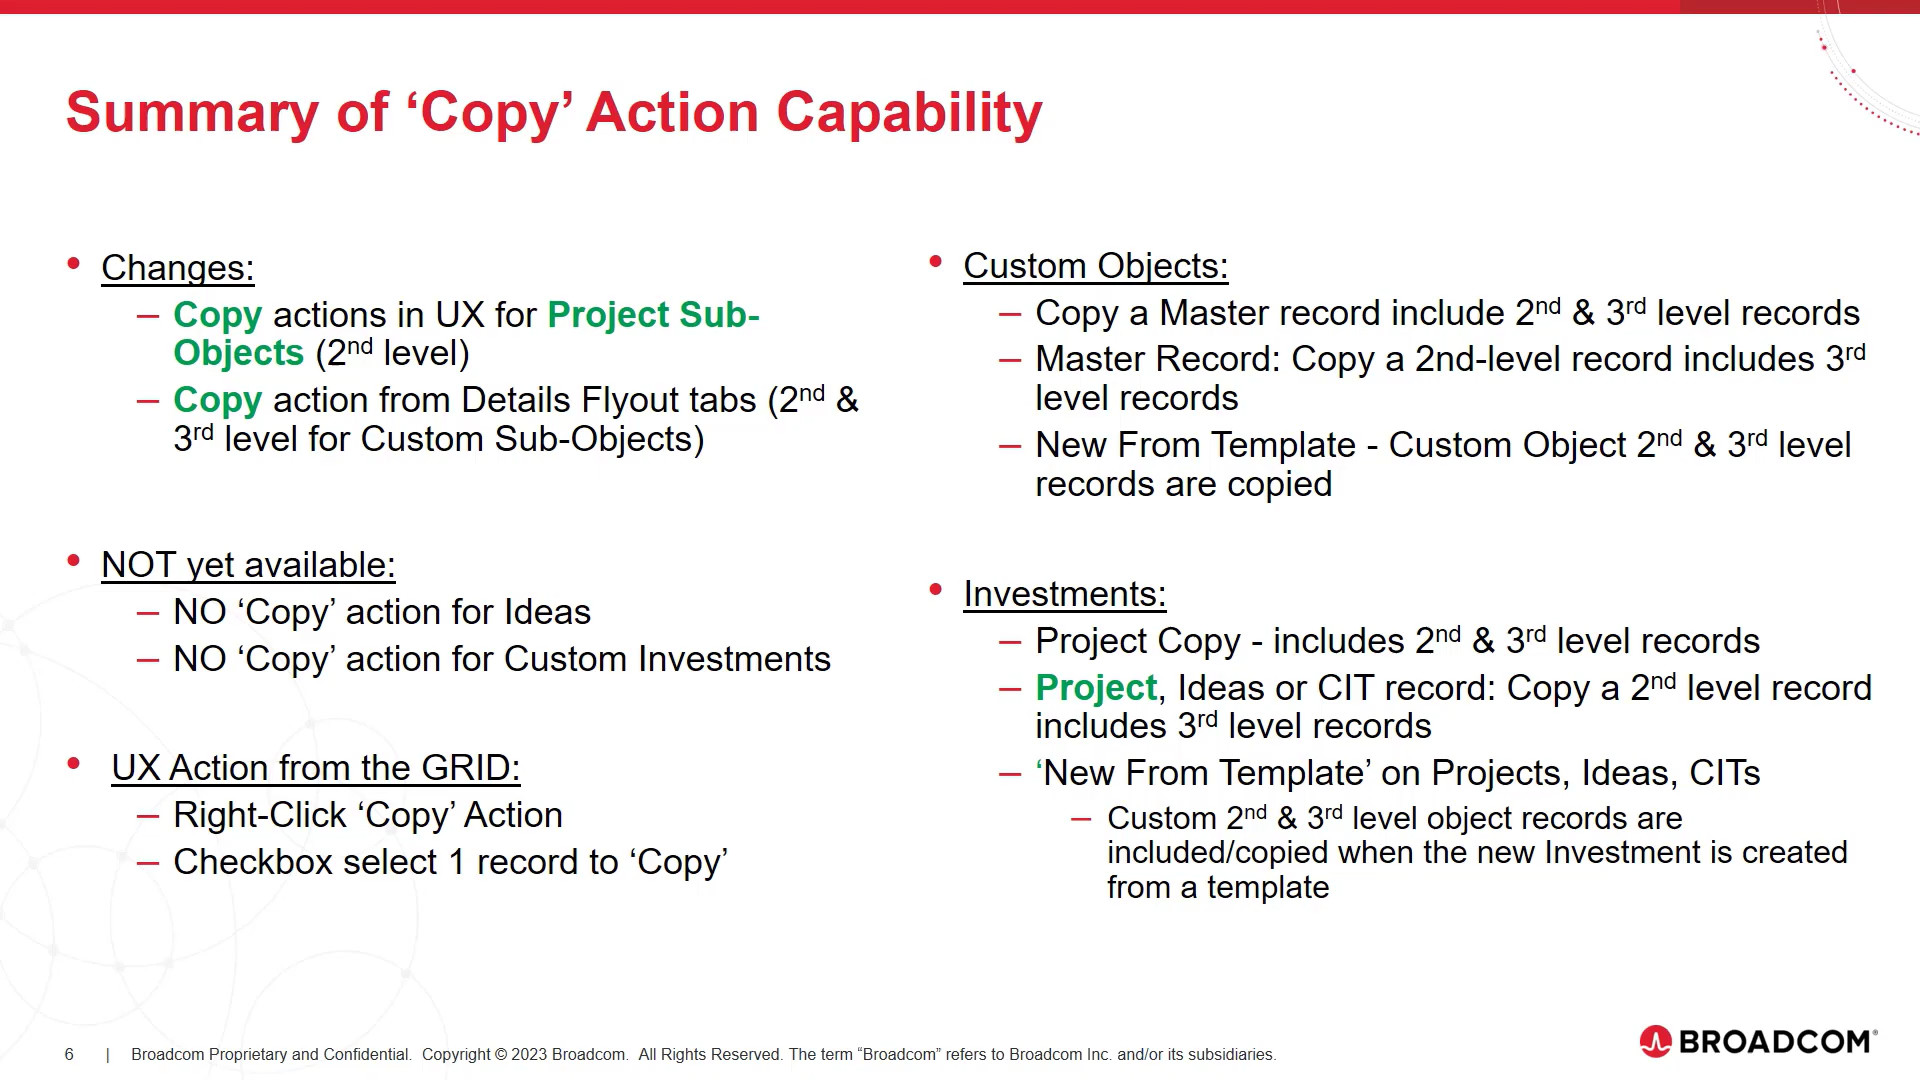 Summary of ‘Copy’ Action Capability
• Changes:
– Copy actions in UX for Project Sub-
Objects (2nd level)
– Copy action from Details Flyout tabs (2nd &
3rd level for Custom Sub-Objects)
• NOT yet available:
– NO ‘Copy’ action for Ideas
– NO ‘Copy’ action for Custom Investments
• UX Action from the GRID:
– Right-Click ‘Copy’ Action
– Checkbox select 1 record to ‘Copy’
• Custom Objects:
– Copy a Master record include 2nd & 3rd level records
– Master Record: Copy a 2nd-level record includes 3rd
level records
– New From Template - Custom Object 2nd & 3rd level
records are copied
• Investments:
– Project Copy - includes 2nd & 3rd level records
– Project, Ideas or CIT record: Copy a 2nd level record
includes 3rd level records
– ‘New From Template’ on Projects, Ideas, CITs
– Custom 2nd & 3rd level object records are
included/copied when the new Investment is created
from a template
6 | Broadcom Proprietary and Confidential. Copyright © 2023 Broadcom. All Rights Reserved. The term “Broadcom” refers to Broadcom Inc. and/or its subsidiaries.
BROADCOM®